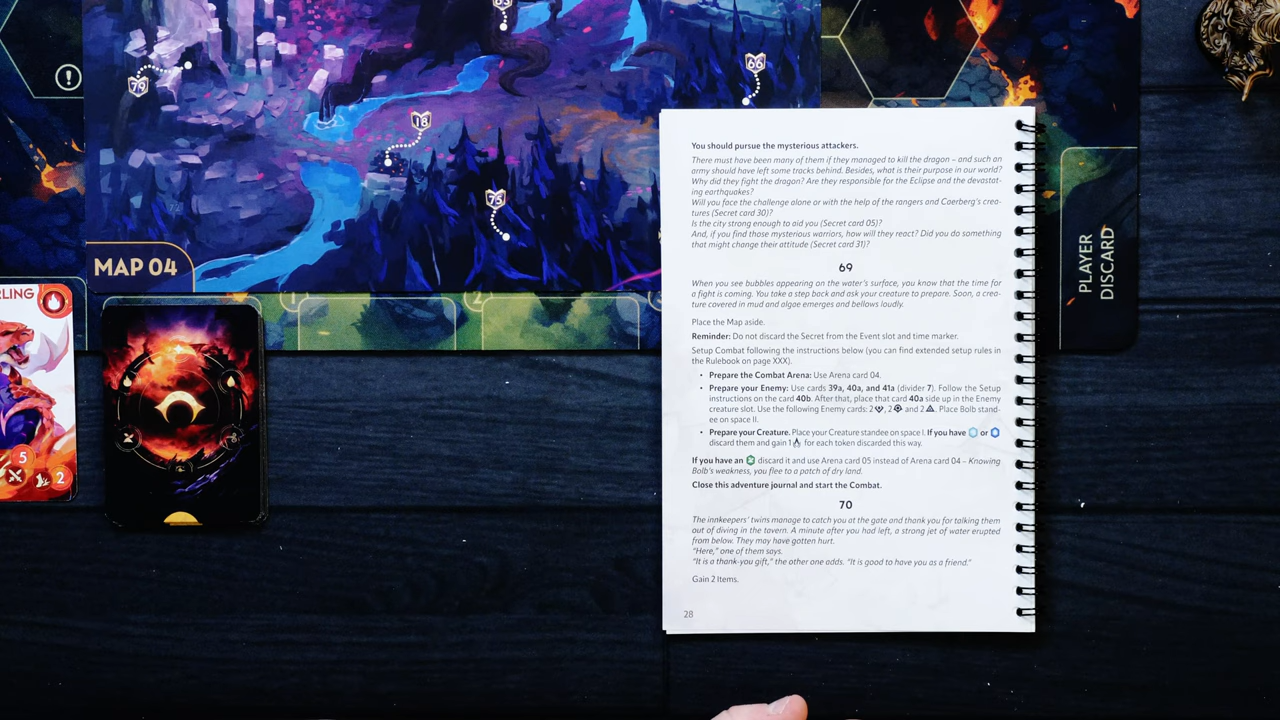 63
79
66
18
75
MAP 04
RLING
5
2
1
2
3
PLAYER
DISCARD
You should pursue the mysterious attackers.
There must have been many of them if they managed to kill the dragon – and such an
army should have left some tracks behind. Besides, what is their purpose in our world?
Why did they fight the dragon? Are they responsible for the Eclipse and the devastat-
ing earthquakes?
Will you face the challenge alone or with the help of the rangers and Caerberg's crea-
tures (Secret card 30)?
Is the city strong enough to aid you (Secret card 05)?
And, if you find those mysterious warriors, how will they react? Did you do something
that might change their attitude (Secret card 31)?
69
When you see bubbles appearing on the water's surface, you know that the time for
a fight is coming. You take a step back and ask your creature to prepare. Soon, a crea-
ture covered in mud and algae emerges and bellows loudly.
Place the Map aside.
Reminder: Do not discard the Secret from the Event slot and time marker.
Setup Combat following the instructions below (you can find extended setup rules in
the Rulebook on page XXX).
• Prepare the Combat Arena: Use Arena card 04.
• Prepare your Enemy: Use cards 39a, 40a, and 41a (divider 7). Follow the Setup
instructions on the card 40b. After that, place that card 40a side up in the Enemy
creature slot. Use the following Enemy cards: 2, 2 and 2. Place Bolb stand-
ee on space II.
• Prepare your Creature. Place your Creature standee on space I. If you have or
discard them and gain 1 for each token discarded this way.
If you have an discard it and use Arena card 05 instead of Arena card 04 – Knowing
Bolb's weakness, you flee to a patch of dry land.
Close this adventure journal and start the Combat.
70
The innkeepers' twins manage to catch you at the gate and thank you for talking them
out of diving in the tavern. A minute after you had left, a strong jet of water erupted
from below. They may have gotten hurt.
"Here," one of them says.
"It is a thank-you gift," the other one adds. "It is good to have you as a friend."
Gain 2 Items.
28